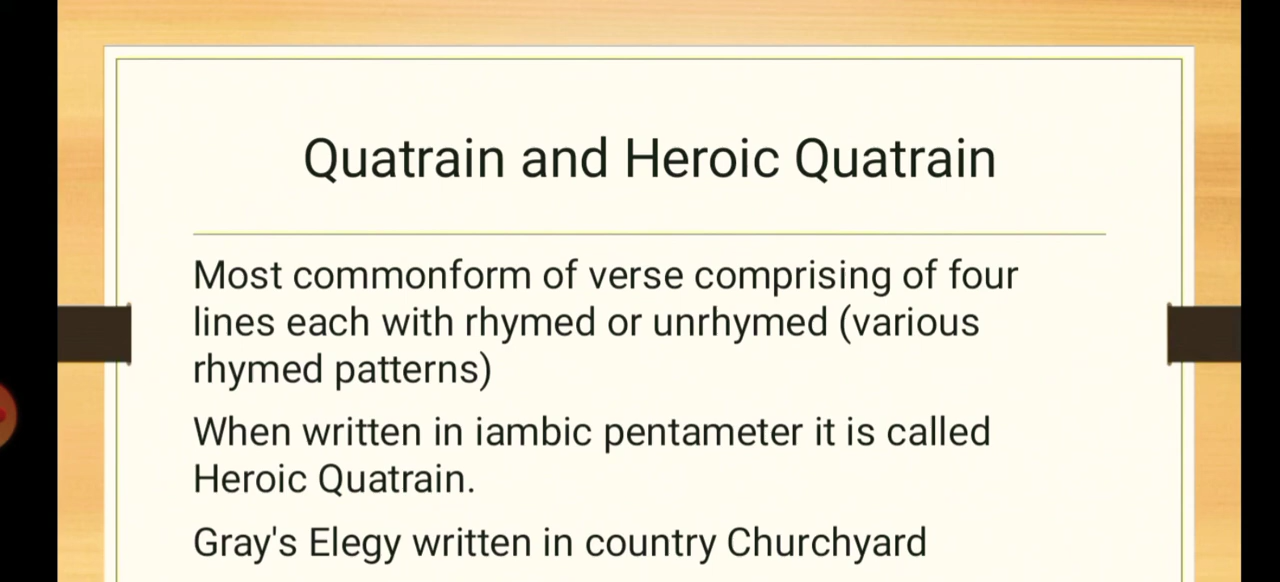 Quatrain and Heroic Quatrain
Most commonform of verse comprising of four
lines each with rhymed or unrhymed (various
rhymed patterns)
When written in iambic pentameter it is called
Heroic Quatrain.
Gray's Elegy written in country Churchyard